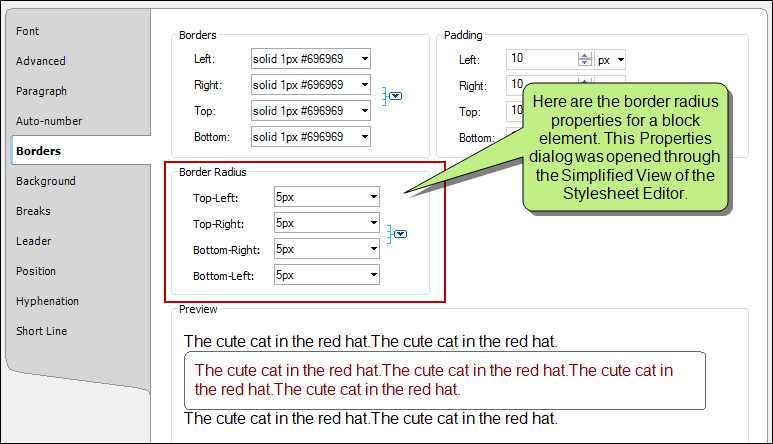 Font
Advanced
Paragraph
Auto-number
Borders
Background
Breaks
Leader
Position
Hyphenation
Short Line
Borders
Left: solid 1px #696969
Right: solid 1px #696969
Top: solid 1px #696969
Bottom: solid 1px #696969
Padding
Left: 10 px
Right: 10
Top: 10
Bottom:
Here are the border radius
properties for a block
element. This Properties
dialog was opened through
the Simplified View of the
Stylesheet Editor.
Border Radius
Top-Left: 5px
Top-Right: 5px
Bottom-Right: 5px
Bottom-Left: 5px
Preview
The cute cat in the red hat.The cute cat in the red hat.
The cute cat in the red hat.The cute cat in the red hat.The cute cat in
the red hat.The cute cat in the red hat.
The cute cat in the red hat.The cute cat in the red hat.